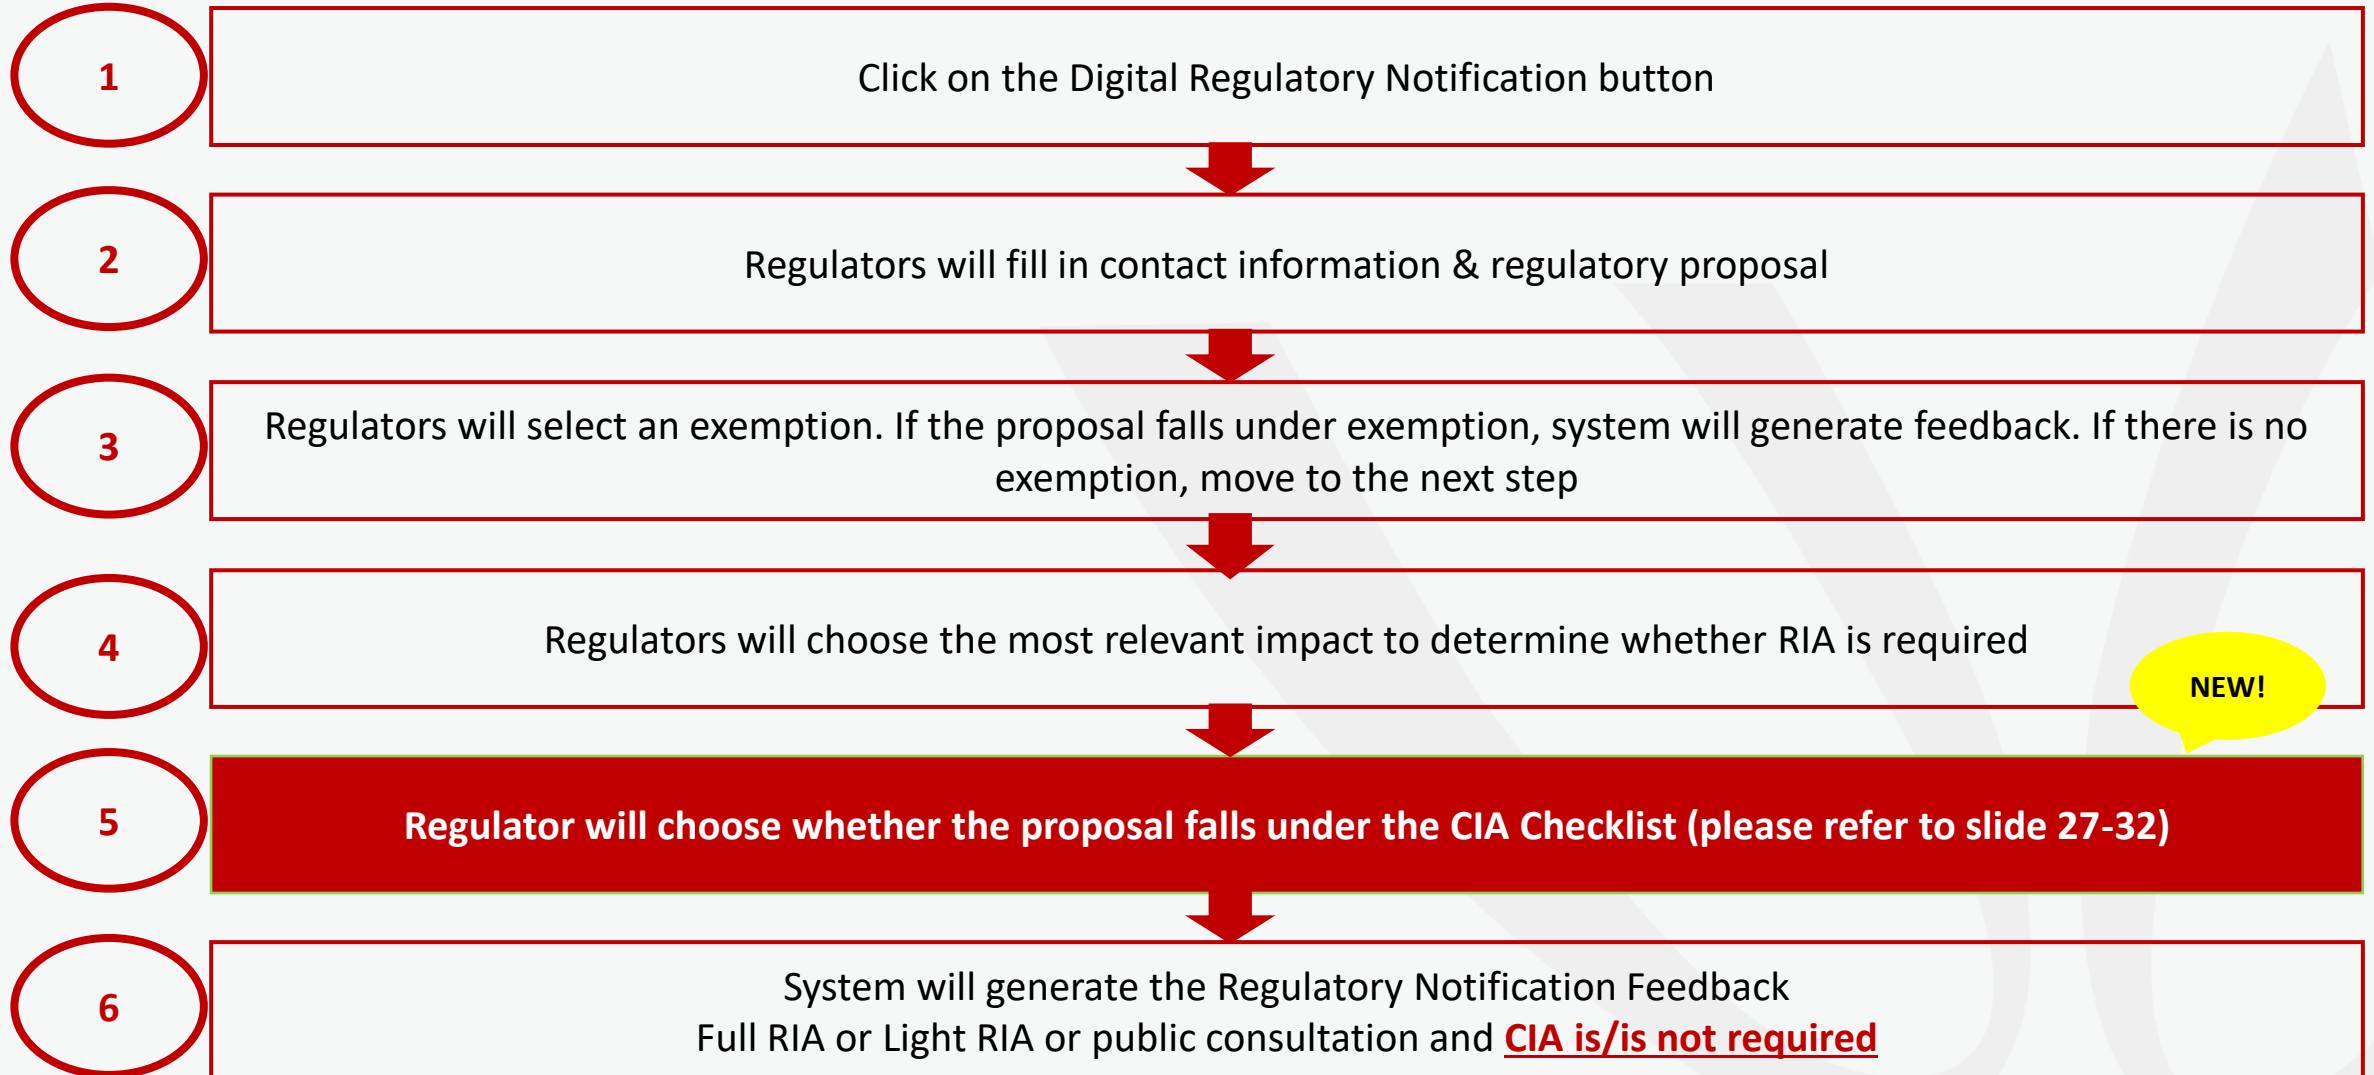 1
Click on the Digital Regulatory Notification button
2
Regulators will fill in contact information & regulatory proposal
3
Regulators will select an exemption. If the proposal falls under exemption, system will generate feedback. If there is no
exemption, move to the next step
4
Regulators will choose the most relevant impact to determine whether RIA is required
NEW!
5
Regulator will choose whether the proposal falls under the CIA Checklist (please refer to slide 27-32)
6
System will generate the Regulatory Notification Feedback
Full RIA or Light RIA or public consultation and CIA is/is not required